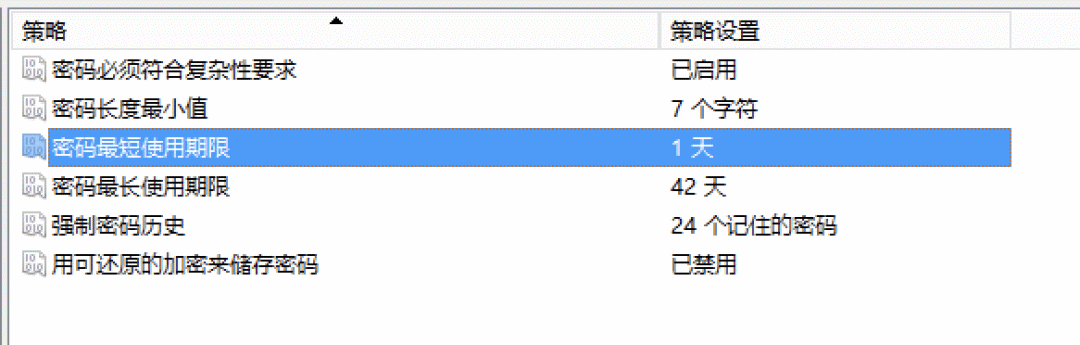 策略 策略设置
密码必须符合复杂性要求 已启用
密码长度最小值 7 个字符
密码最短使用期限 1 天
密码最长使用期限 42 天
强制密码历史 24 个记住的密码
用可还原的加密来储存密码 已禁用